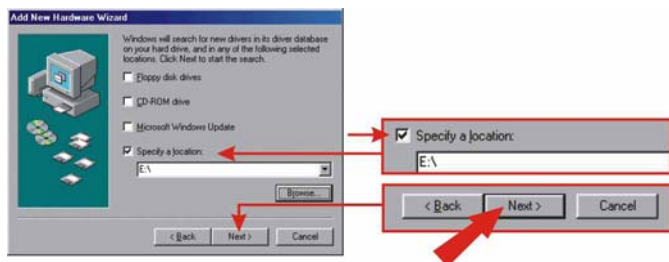 Add New Hardware Wizard
Windows will search for new drivers in its driver database
on your hard drive, and in any of the following selected
locations. Click Next to start the search.
Floppy disk drives
CD-ROM drive
Microsoft Windows Update
Specify a location:
E:\
Browse...
< Back Next > Cancel
Specify a location:
E:\
< Back Next > Cancel